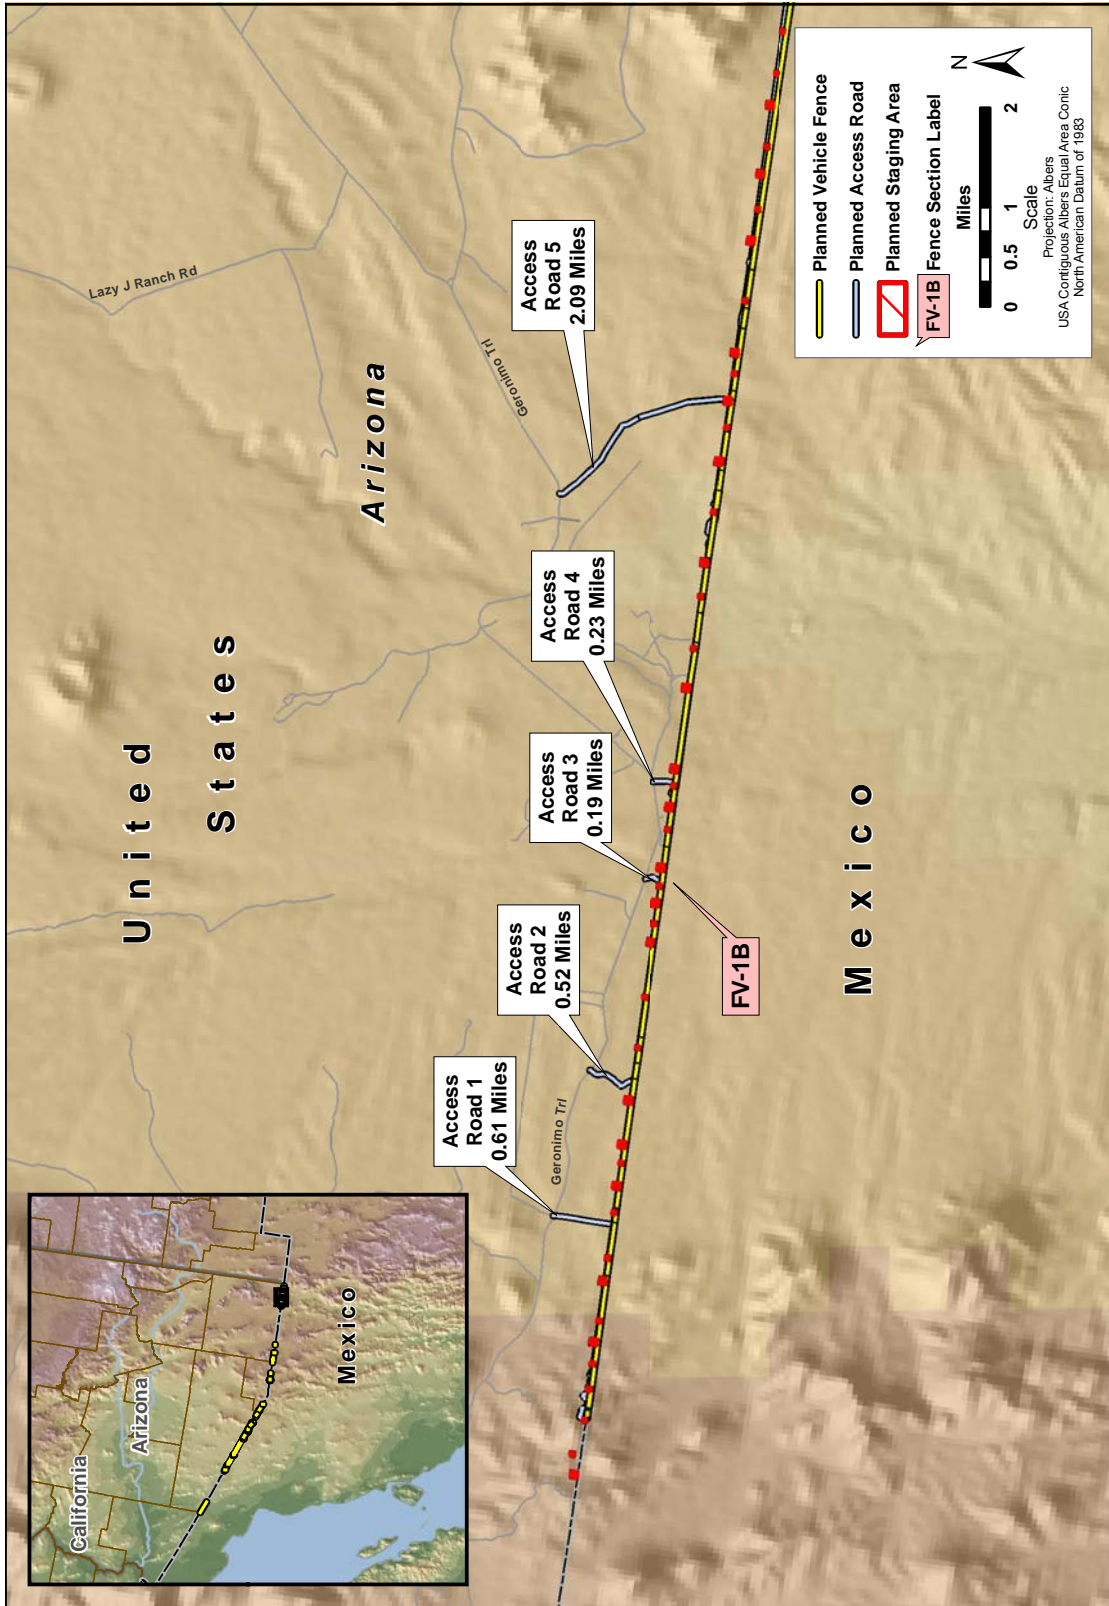 United
States
Arizona
Lazy J Ranch Rd
Geronimo Trl
Geronimo Trl
Access
Road 1
0.61 Miles
Access
Road 2
0.52 Miles
Access
Road 3
0.19 Miles
Access
Road 4
0.23 Miles
Access
Road 5
2.09 Miles
FV-1B
Mexico
California
Arizona
Mexico
Planned Vehicle Fence
Planned Access Road
Planned Staging Area
FV-1B Fence Section Label
Miles
0 0.5 1 2
Scale
N
Projection: Albers
USA Contiguous Albers Equal Area Conic
North American Datum of 1983